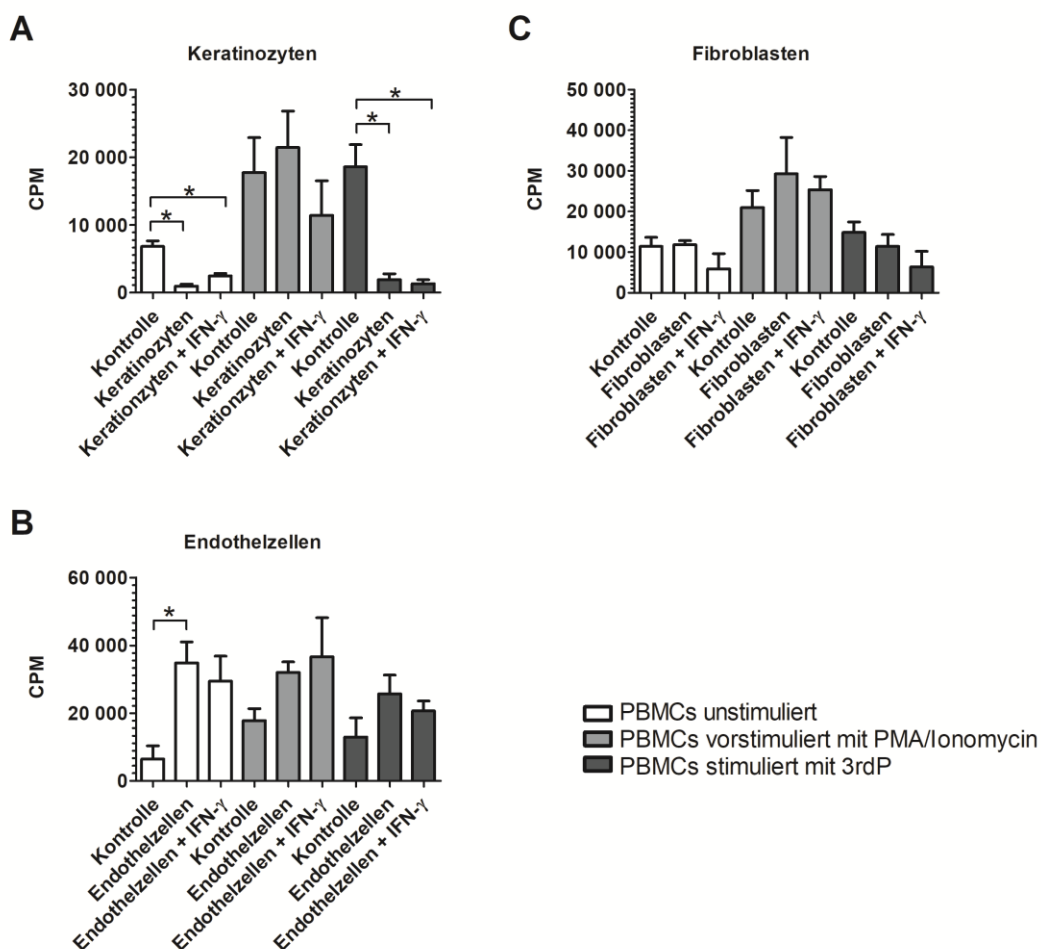 A
Keratinozyten
CPM
30 000
20 000
10 000
0
*
*
*
*
Kontrolle
Keratinozyten
Kerationzyten + IFN-γ
Kontrolle
Keratinozyten
Kerationzyten + IFN-γ
Kontrolle
Keratinozyten
Kerationzyten + IFN-γ
C
Fibroblasten
CPM
50 000
40 000
30 000
20 000
10 000
0
Kontrolle
Fibroblasten
Fibroblasten + IFN-γ
Kontrolle
Fibroblasten
Fibroblasten + IFN-γ
Kontrolle
Fibroblasten
Fibroblasten + IFN-γ
B
Endothelzellen
CPM
60 000
40 000
20 000
0
*
Kontrolle
Endothelzellen
Endothelzellen + IFN-γ
Kontrolle
Endothelzellen
Endothelzellen + IFN-γ
Kontrolle
Endothelzellen
Endothelzellen + IFN-γ
PBMCs unstimuliert
PBMCs vorstimuliert mit PMA/Ionomycin
PBMCs stimuliert mit 3rdP